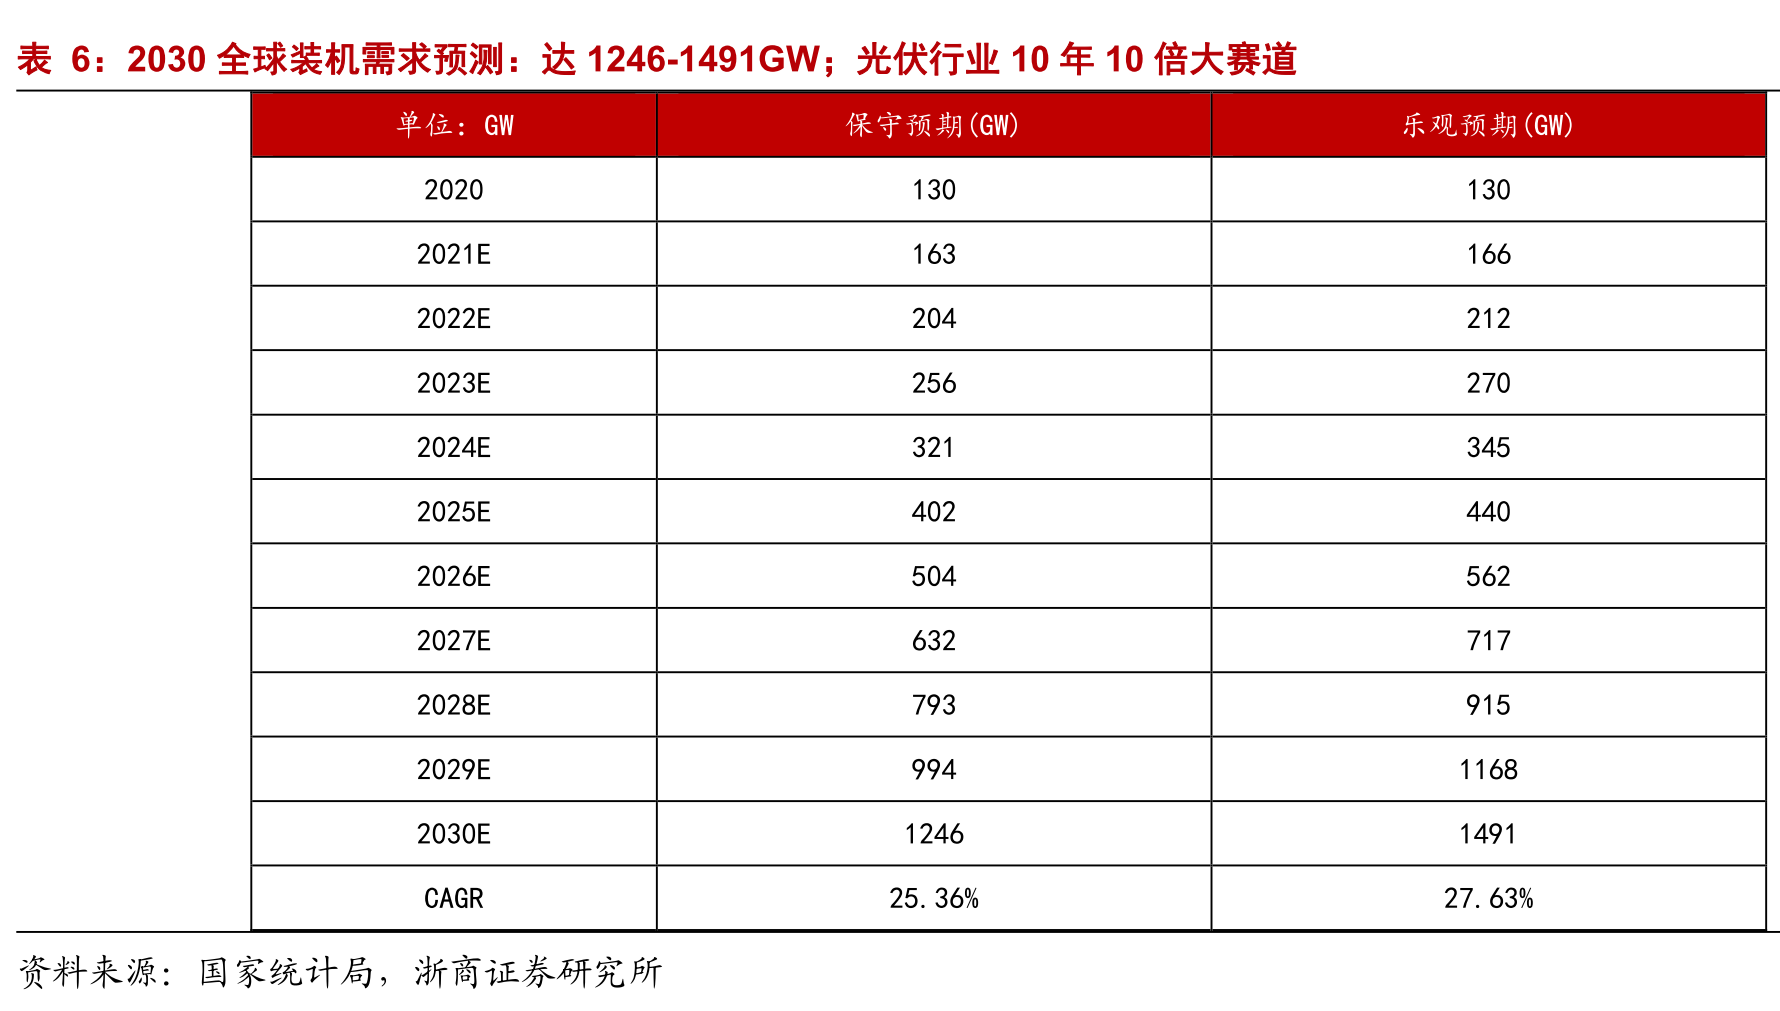 表 6：2030 全球装机需求预测：达 1246-1491GW；光伏行业 10 年 10 倍大赛道
单位：GW 保守预期(GW) 乐观预期(GW)
2020 130 130
2021E 163 166
2022E 204 212
2023E 256 270
2024E 321 345
2025E 402 440
2026E 504 562
2027E 632 717
2028E 793 915
2029E 994 1168
2030E 1246 1491
CAGR 25.36% 27.63%
资料来源：国家统计局，浙商证券研究所